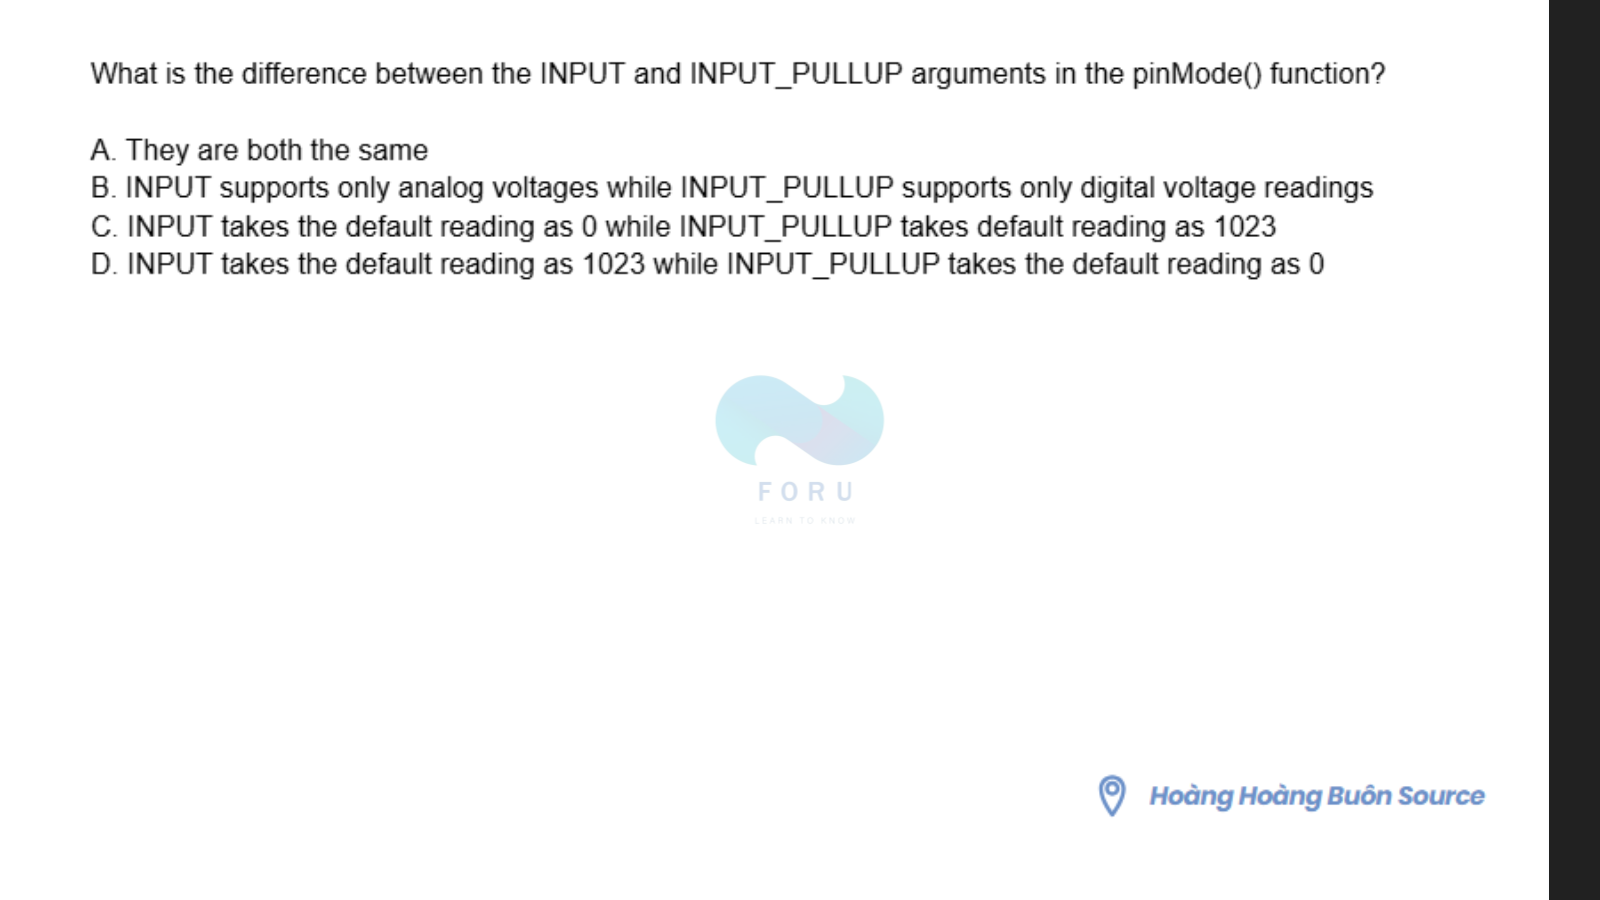 What is the difference between the INPUT and INPUT_PULLUP arguments in the pinMode() function?
A. They are both the same
B. INPUT supports only analog voltages while INPUT_PULLUP supports only digital voltage readings
C. INPUT takes the default reading as 0 while INPUT_PULLUP takes default reading as 1023
D. INPUT takes the default reading as 1023 while INPUT_PULLUP takes the default reading as 0
FORU
LEARN TO KNOW
Hoàng Hoàng Buôn Source